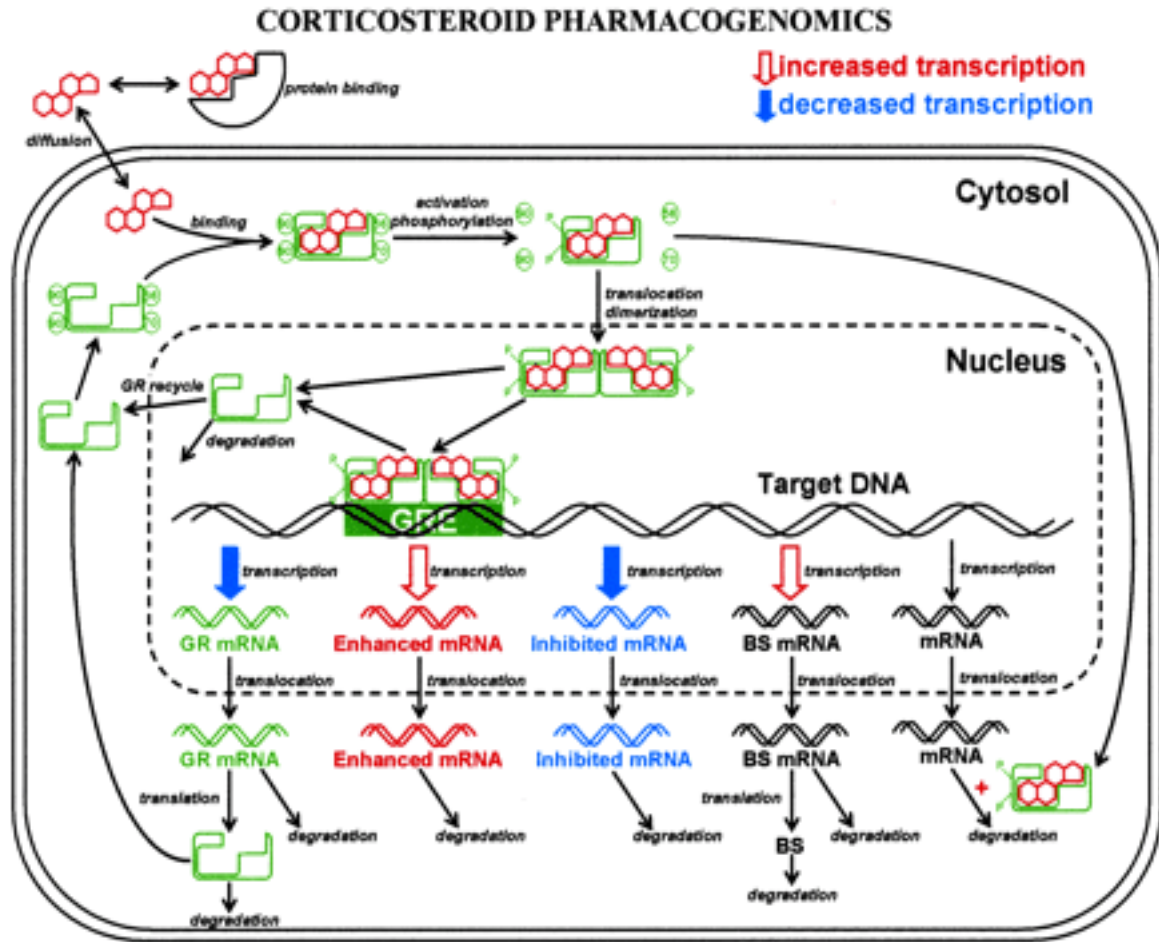 CORTICOSTEROID PHARMACOGENOMICS
increased transcription
decreased transcription
protein binding
diffusion
Cytosol
binding
activation
phosphorylation
translocation
dimerization
Nucleus
GR recycle
degradation
Target DNA
GRE
transcription transcription transcription transcription transcription
GR mRNA Enhanced mRNA Inhibited mRNA BS mRNA mRNA
translocation translocation translocation translocation translocation
GR mRNA Enhanced mRNA Inhibited mRNA BS mRNA mRNA
+
translation translation
degradation degradation degradation degradation degradation
BS
degradation
degradation